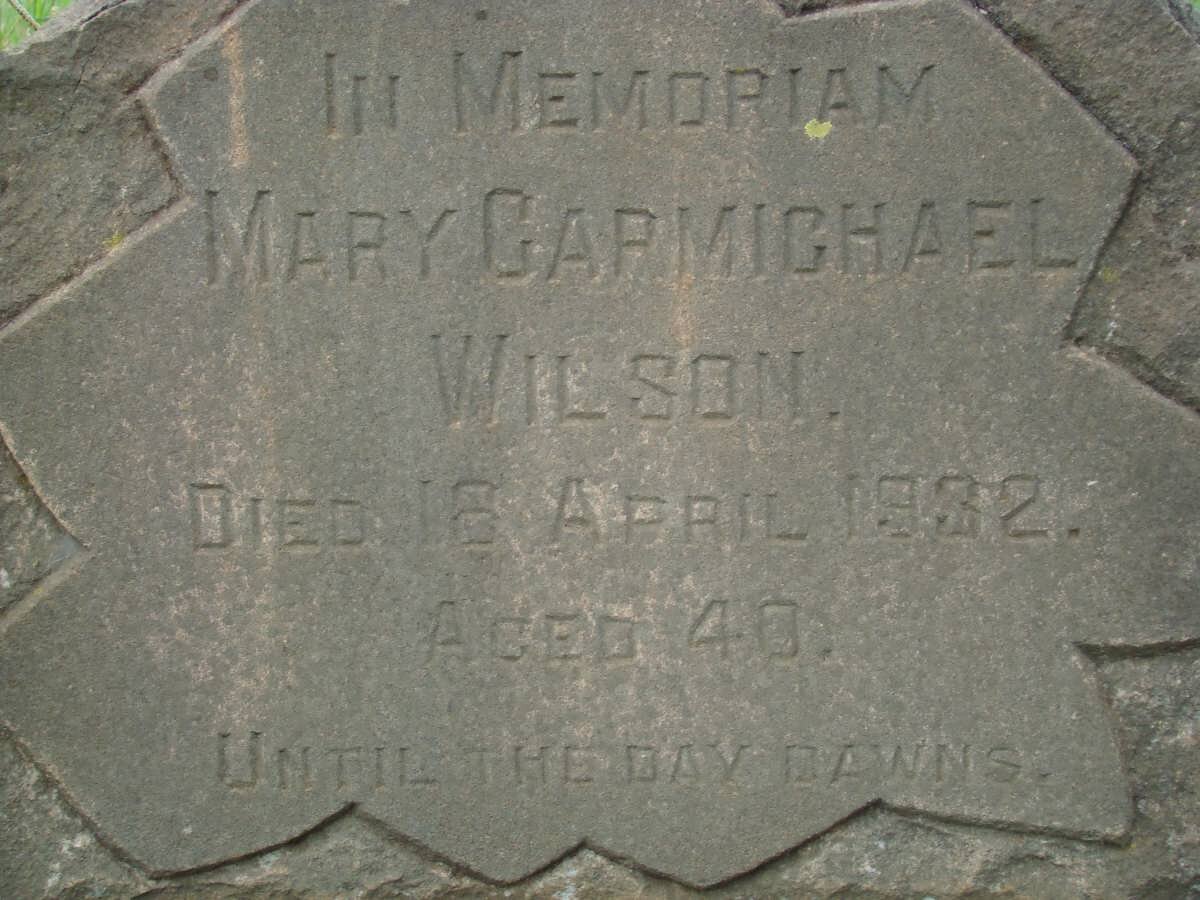 In Memoriam
Mary Carmichael
Wilson.
Died 18 April 1932.
Aged 40.
Until the day dawns.